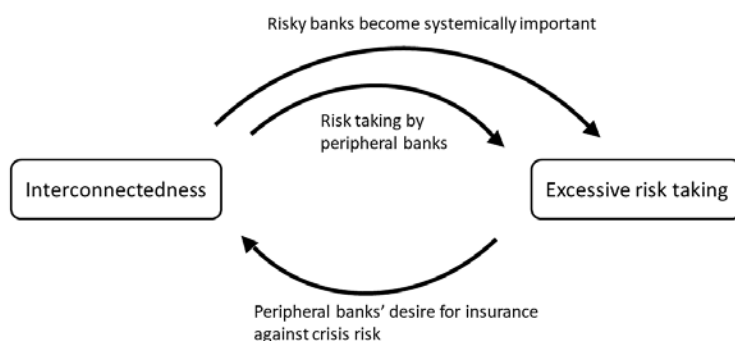 Risky banks become systemically important
Risk taking by
peripheral banks
Interconnectedness
Excessive risk taking
Peripheral banks' desire for insurance
against crisis risk